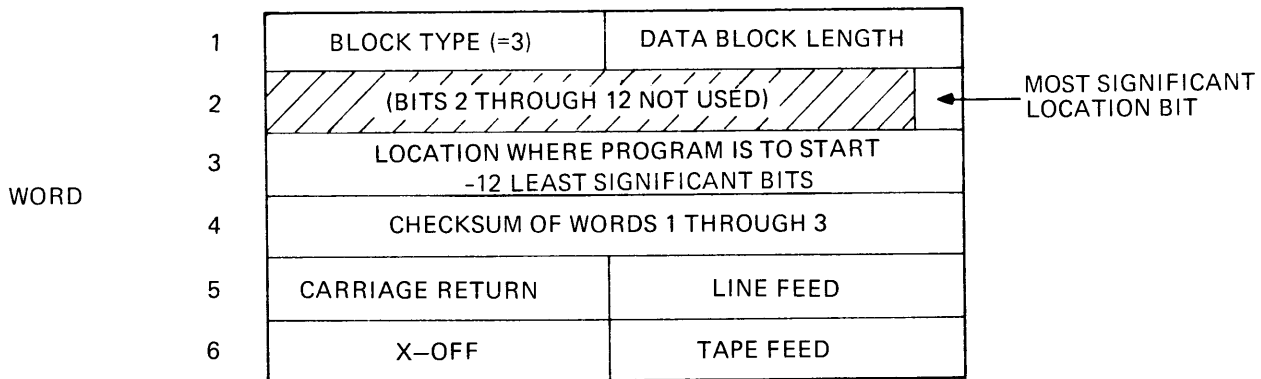 1 BLOCK TYPE (=3) DATA BLOCK LENGTH
2 (BITS 2 THROUGH 12 NOT USED) MOST SIGNIFICANT
LOCATION BIT
3 LOCATION WHERE PROGRAM IS TO START
-12 LEAST SIGNIFICANT BITS
WORD
4 CHECKSUM OF WORDS 1 THROUGH 3
5 CARRIAGE RETURN LINE FEED
6 X-OFF TAPE FEED